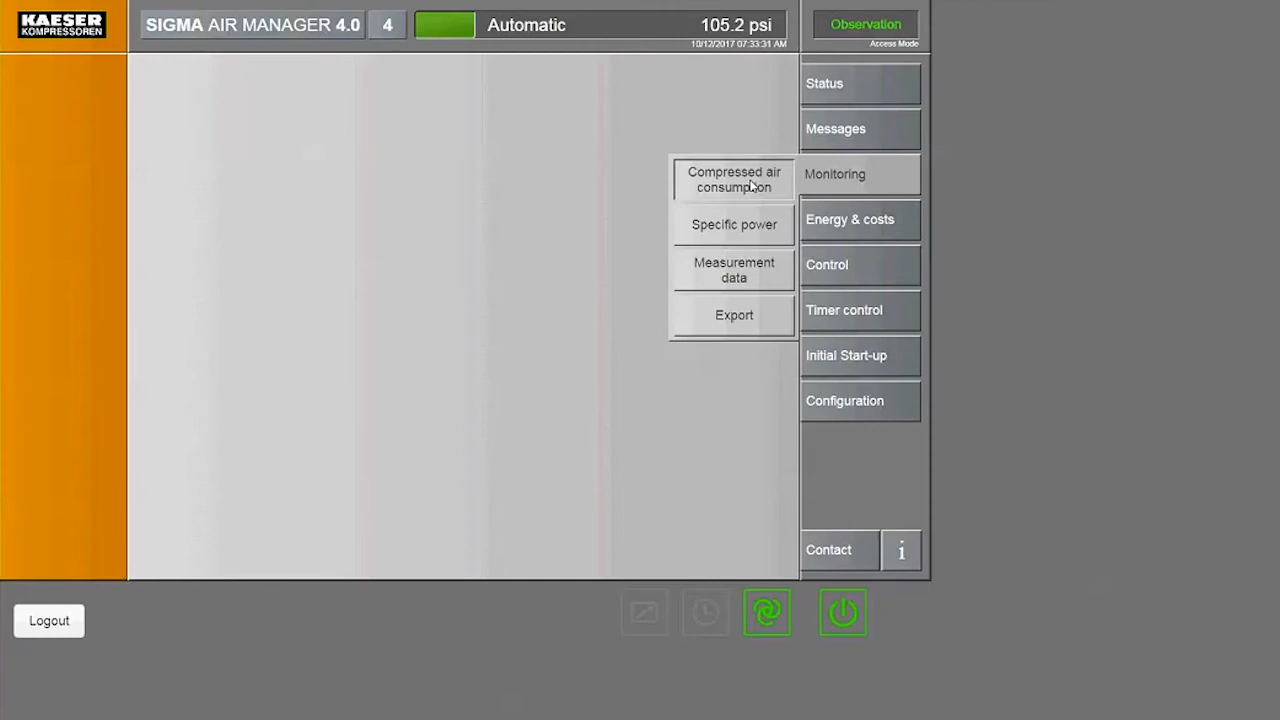 KAESER
KOMPRESSOREN
SIGMA AIR MANAGER 4.0
4
Automatic
105.2 psi
10/12/2017 07:33:31 AM
Observation
Access Mode
Status
Messages
Monitoring
Energy & costs
Control
Timer control
Initial Start-up
Configuration
Compressed air
consumption
Specific power
Measurement
data
Export
Contact
i
Logout